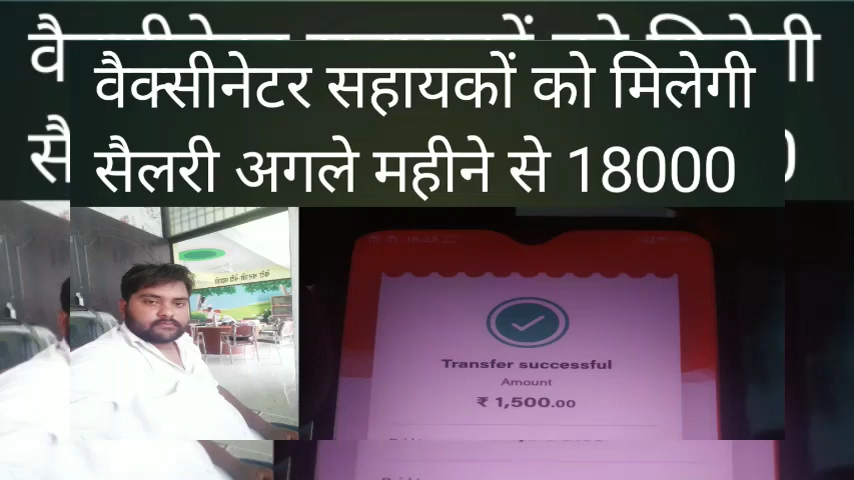 वैक्सीनेटर सहायकों को मिलेगी
सैलरी अगले महीने से 18000
Transfer successful
Amount
₹ 1,500.00